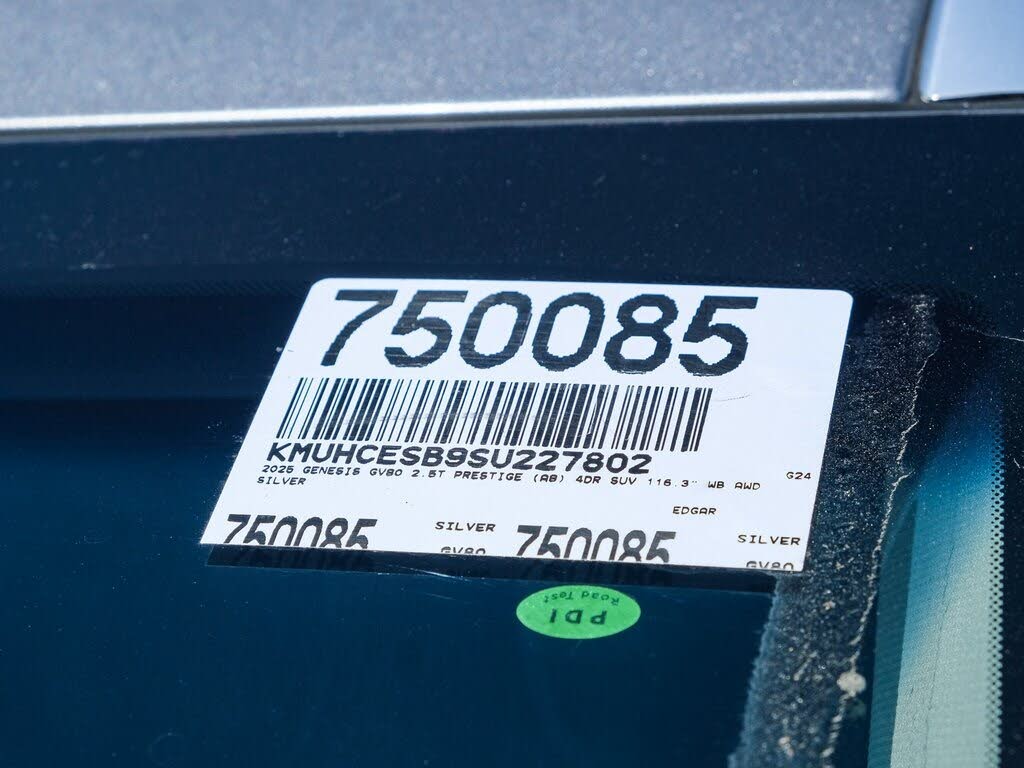 750085
KMUHCESB9SU227802
2025 GENESIS GV80 2.5T PRESTIGE (AB) 4DR SUV 116.3" WB AWD G24
SILVER
EDGAR
750085 SILVER 750085 SILVER
GV80 GV80
PDI
Road Test